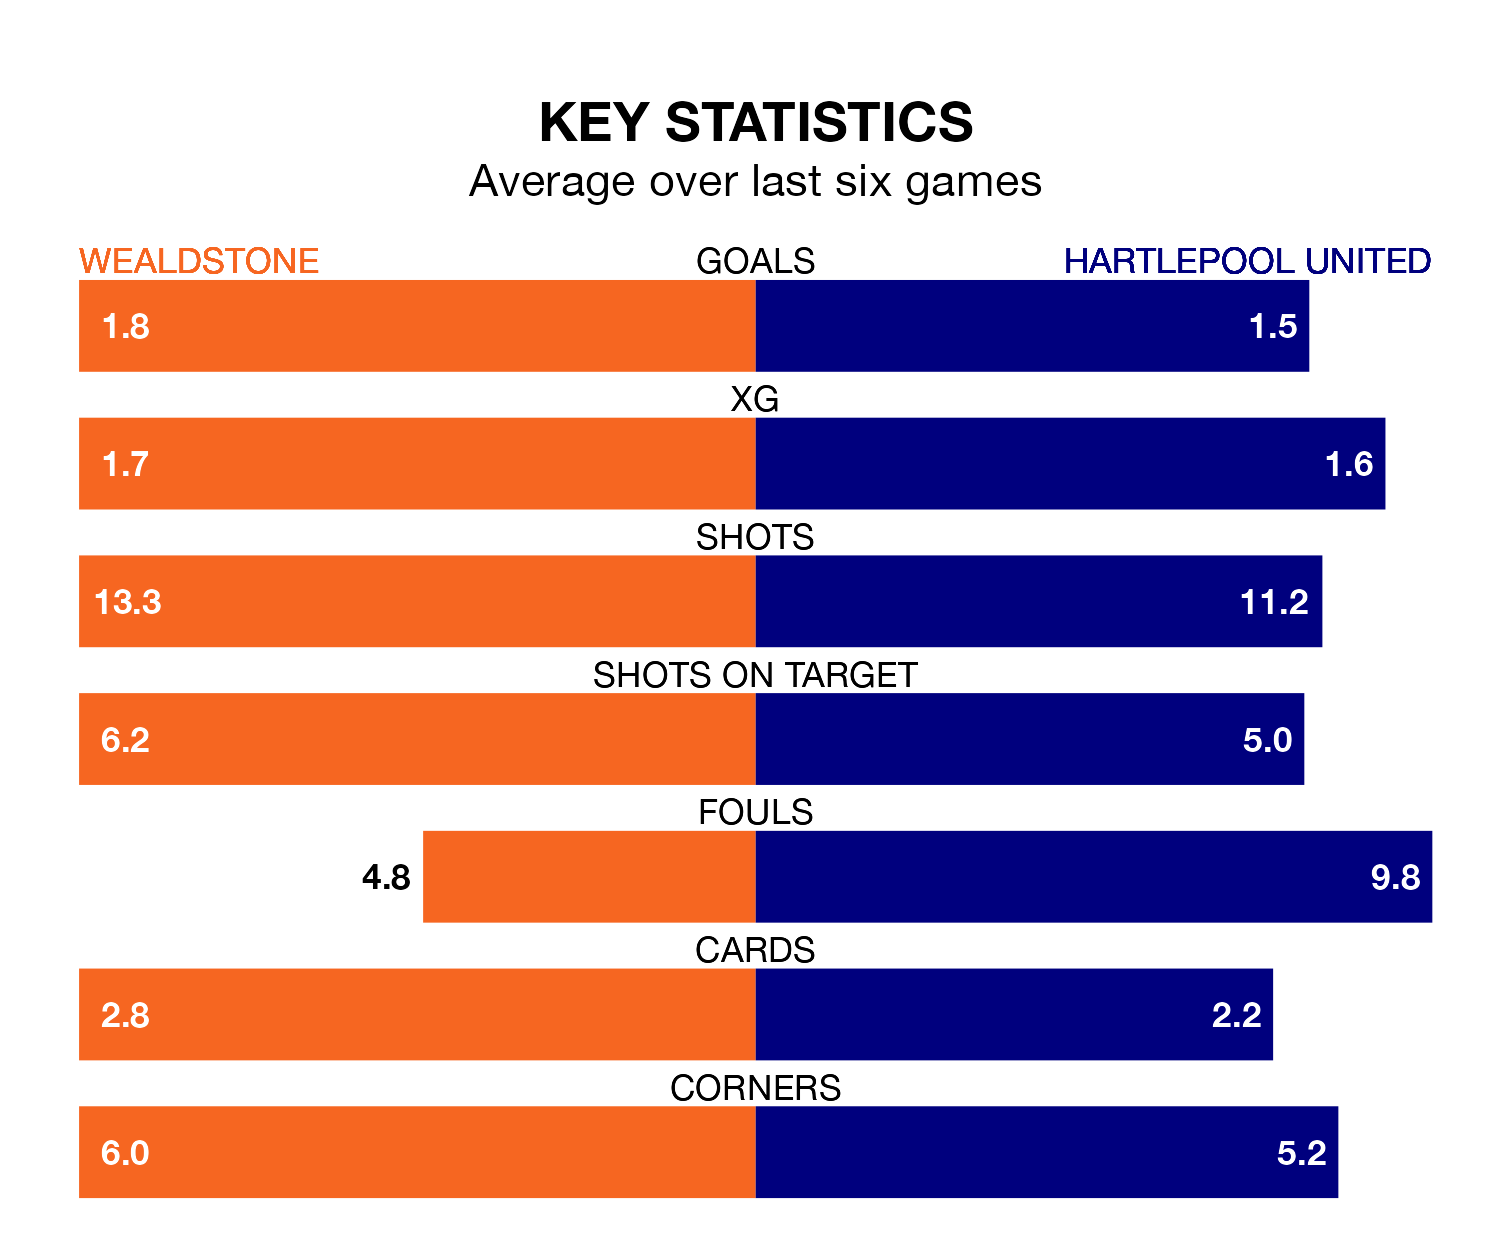 KEY STATISTICS
Average over last six games
WEALDSTONE GOALS HARTLEPOOL UNITED
1.8 1.5
XG
1.7 1.6
SHOTS
13.3 11.2
SHOTS ON TARGET
6.2 5.0
FOULS
4.8 9.8
CARDS
2.8 2.2
CORNERS
6.0 5.2